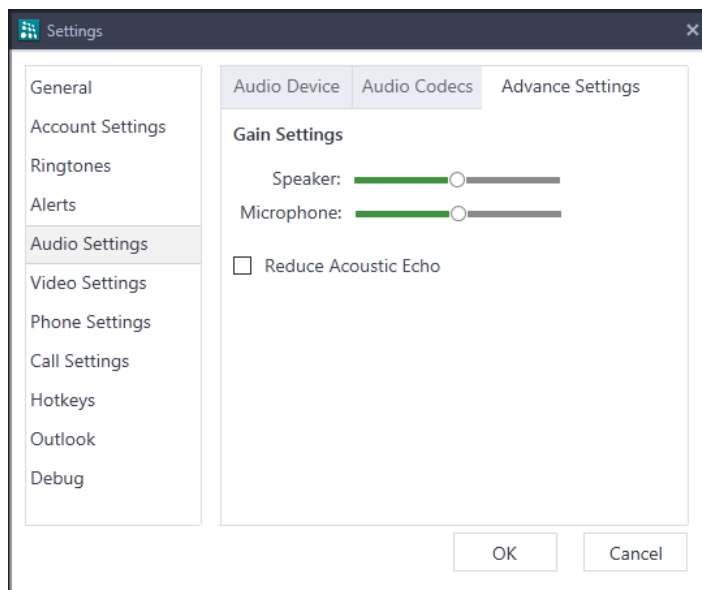 Settings
General
Account Settings
Ringtones
Alerts
Audio Settings
Video Settings
Phone Settings
Call Settings
Hotkeys
Outlook
Debug
Audio Device Audio Codecs Advance Settings
Gain Settings
Speaker:
Microphone:
Reduce Acoustic Echo
OK Cancel